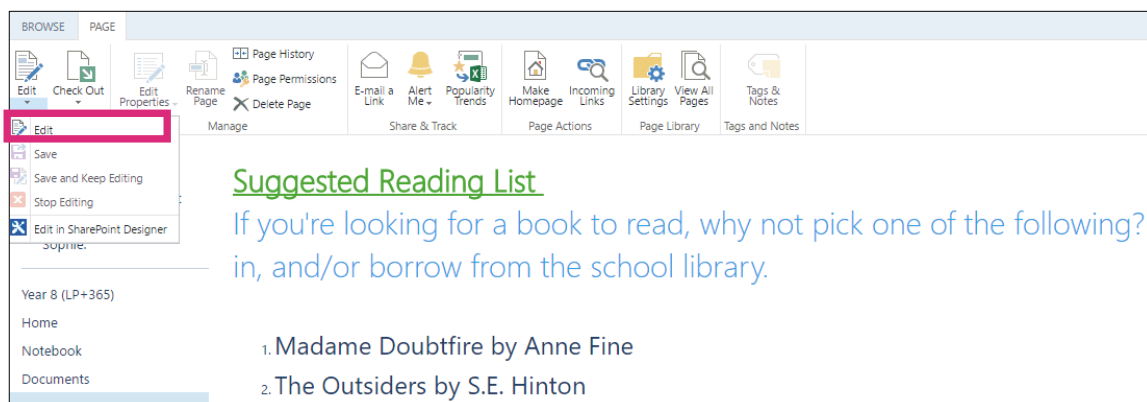 BROWSE PAGE
Edit
Check Out
Edit
Properties
Rename
Page
Page History
Page Permissions
Delete Page
E-mail a
Link
Alert
Me
Popularity
Trends
Make
Homepage
Incoming
Links
Library
Settings
View All
Pages
Tags &
Notes
Manage
Share & Track
Page Actions
Page Library
Tags and Notes
Edit
Save
Save and Keep Editing
Stop Editing
Edit in SharePoint Designer
Sophie.
Year 8 (LP+365)
Home
Notebook
Documents
Suggested Reading List
If you're looking for a book to read, why not pick one of the following?
in, and/or borrow from the school library.
1. Madame Doubtfire by Anne Fine
2. The Outsiders by S.E. Hinton